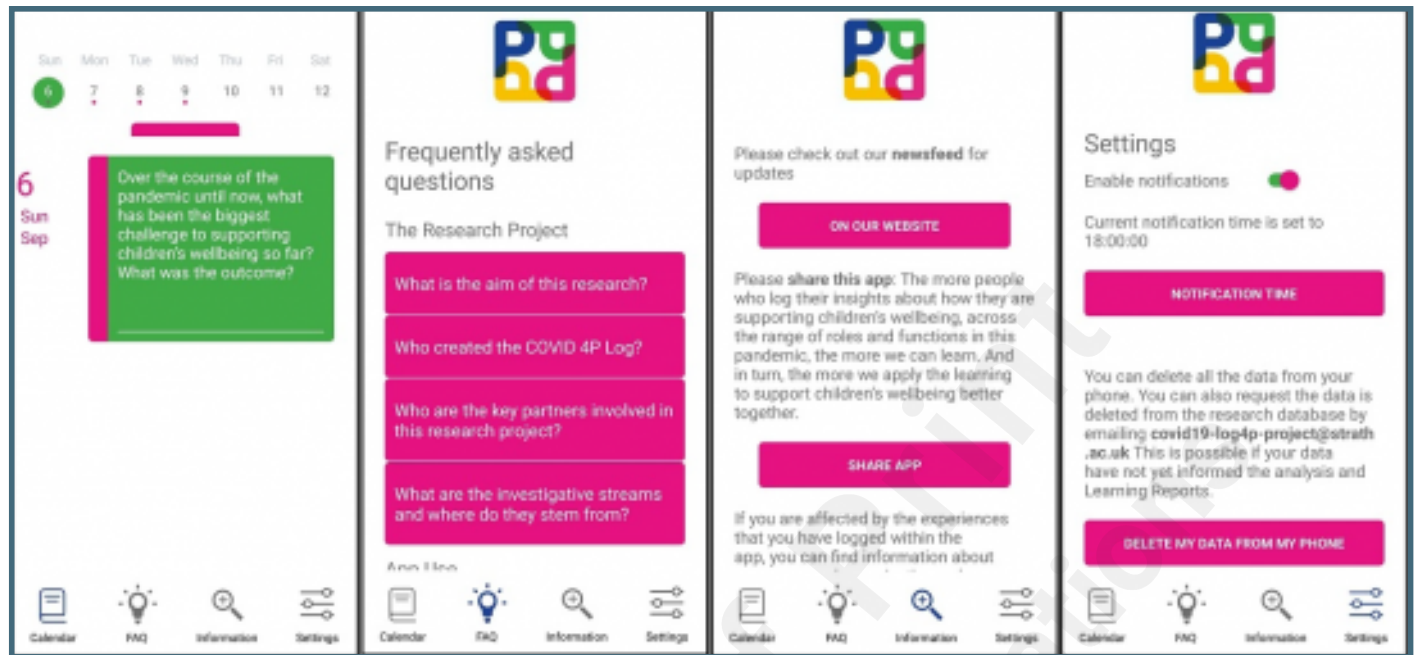 Sun Mon Tue Wed Thu Fri Sat
6 7 8 9 10 11 12
6
Sun
Sep
Over the course of the
pandemic until now, what
has been the biggest
challenge to supporting
children's wellbeing so far?
What was the outcome?
Calendar FAQ Information Settings
Frequently asked
questions
The Research Project
What is the aim of this research?
Who created the COVID 4P Log?
Who are the key partners involved in
this research project?
What are the investigative streams
and where do they stem from?
App Use
Calendar FAQ Information Settings
Please check out our newsfeed for
updates
ON OUR WEBSITE
Please share this app: The more people
who log their insights about how they are
supporting children's wellbeing, across
the range of roles and functions in this
pandemic, the more we can learn. And
in turn, the more we apply the learning
to support children's wellbeing better
together.
SHARE APP
If you are affected by the experiences
that you have logged within the
app, you can find information about
Calendar FAQ Information Settings
Settings
Enable notifications
Current notification time is set to
18:00:00
NOTIFICATION TIME
You can delete all the data from your
phone. You can also request the data is
deleted from the research database by
emailing covid19-log4p-project@strath
.ac.uk This is possible if your data
have not yet informed the analysis and
Learning Reports.
DELETE MY DATA FROM MY PHONE
Calendar FAQ Information Settings